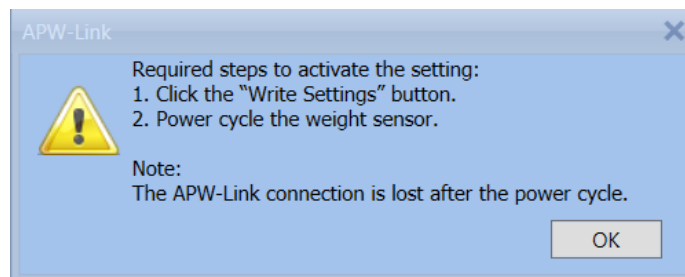 APW-Link
Required steps to activate the setting:
1. Click the “Write Settings” button.
2. Power cycle the weight sensor.
Note:
The APW-Link connection is lost after the power cycle.
OK